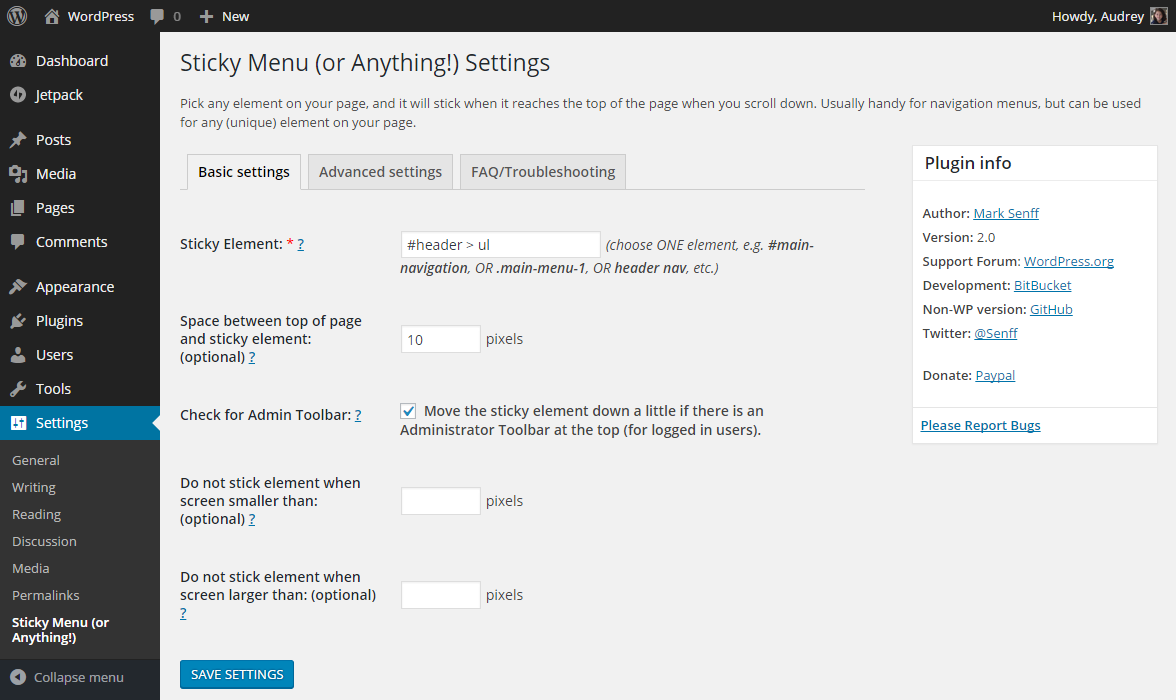 WordPress 0 New Howdy, Audrey
Dashboard
Jetpack
Posts
Media
Pages
Comments
Appearance
Plugins
Users
Tools
Settings
General
Writing
Reading
Discussion
Media
Permalinks
Sticky Menu (or
Anything!)
Collapse menu
Sticky Menu (or Anything!) Settings
Pick any element on your page, and it will stick when it reaches the top of the page when you scroll down. Usually handy for navigation menus, but can be used
for any (unique) element on your page.
Basic settings Advanced settings FAQ/Troubleshooting
Sticky Element: * ? #header > ul (choose ONE element, e.g. #main-
navigation, OR .main-menu-1, OR header nav, etc.)
Space between top of page
and sticky element:
(optional) ?
10 pixels
Check for Admin Toolbar: ? Move the sticky element down a little if there is an
Administrator Toolbar at the top (for logged in users).
Do not stick element when
screen smaller than:
(optional) ?
pixels
Do not stick element when
screen larger than: (optional)
?
pixels
SAVE SETTINGS
Plugin info
Author: Mark Senff
Version: 2.0
Support Forum: WordPress.org
Development: BitBucket
Non-WP version: GitHub
Twitter: @Senff
Donate: Paypal
Please Report Bugs